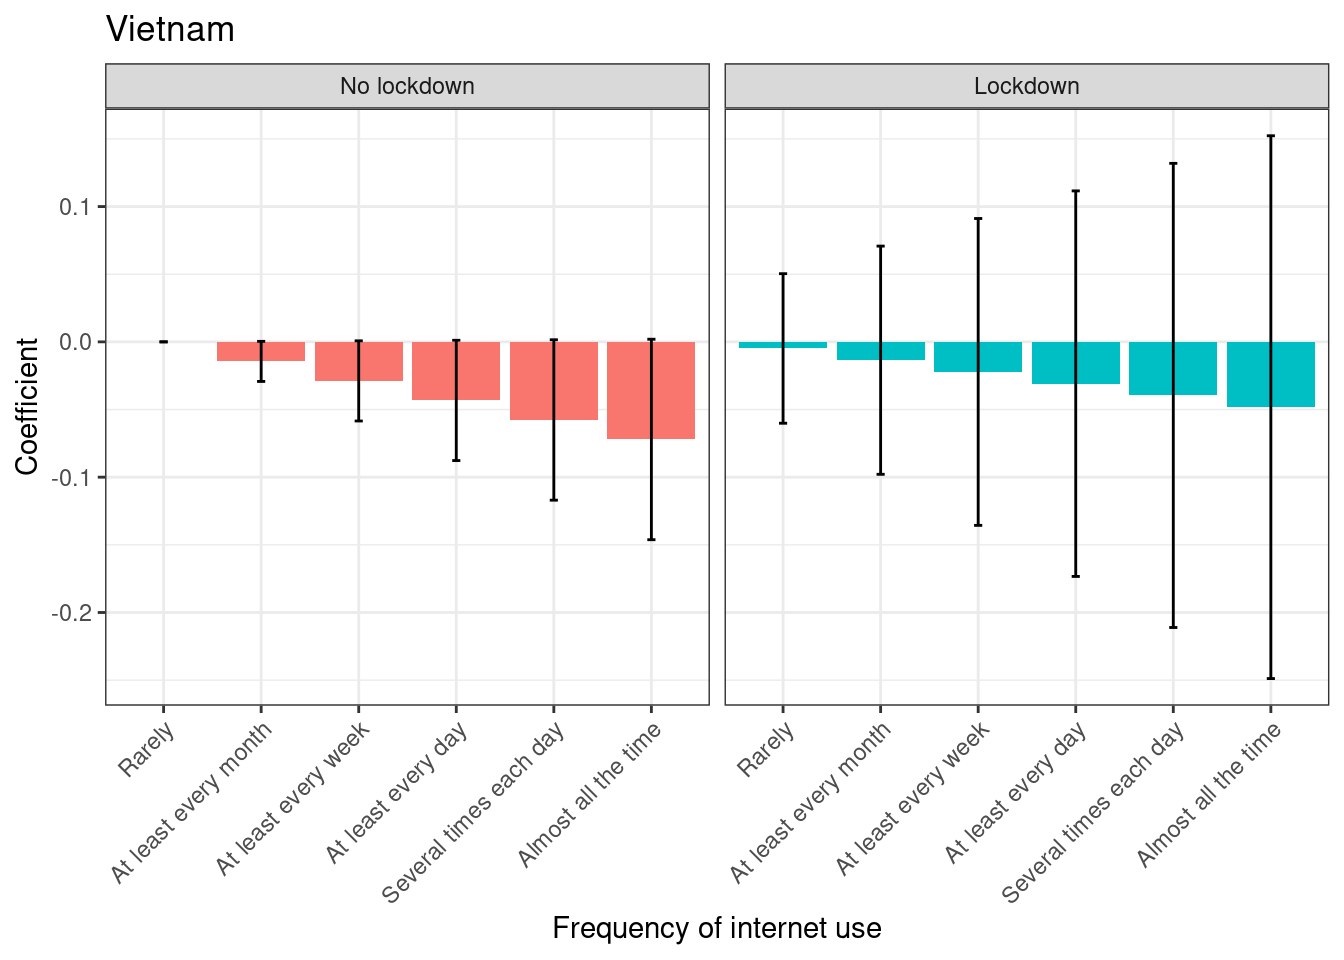 Vietnam
No lockdown
Lockdown
Coefficient
0.1
0.0
-0.1
-0.2
Rarely
At least every month
At least every week
At least every day
Several times each day
Almost all the time
Rarely
At least every month
At least every week
At least every day
Several times each day
Almost all the time
Frequency of internet use